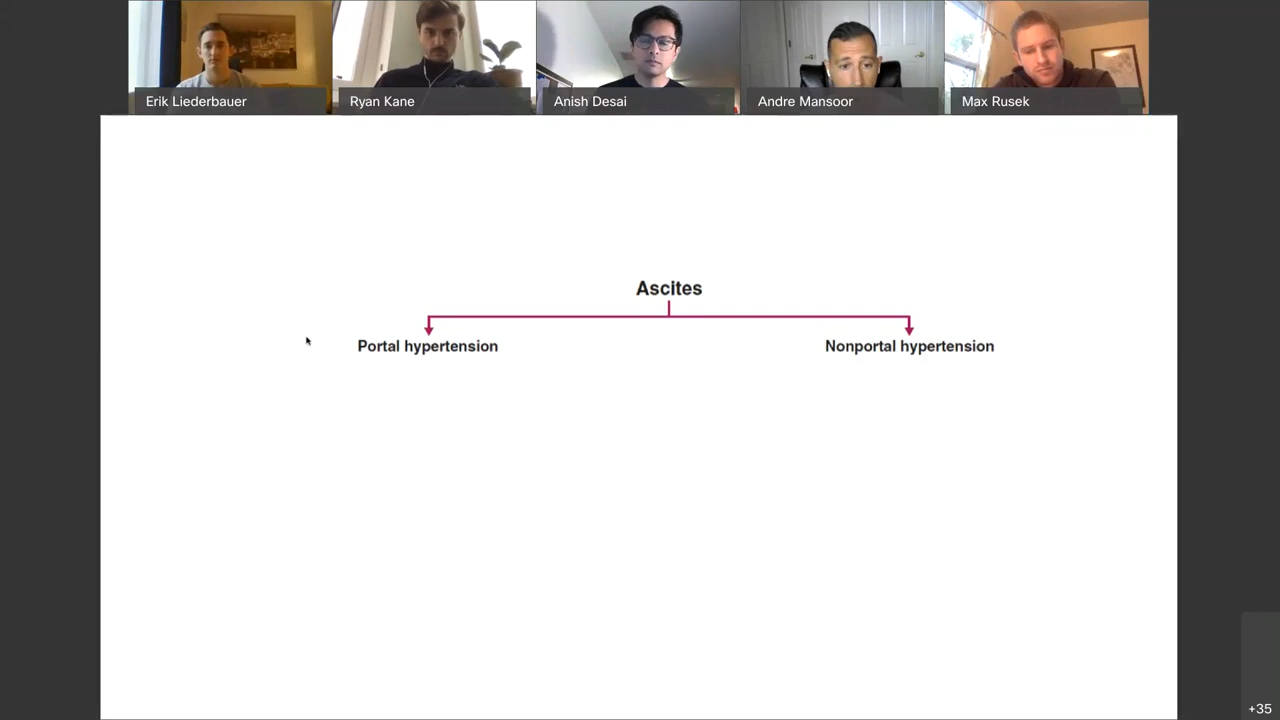 Erik Liederbauer
Ryan Kane
Anish Desai
Andre Mansoor
Max Rusek
Ascites
Portal hypertension
Nonportal hypertension
+35